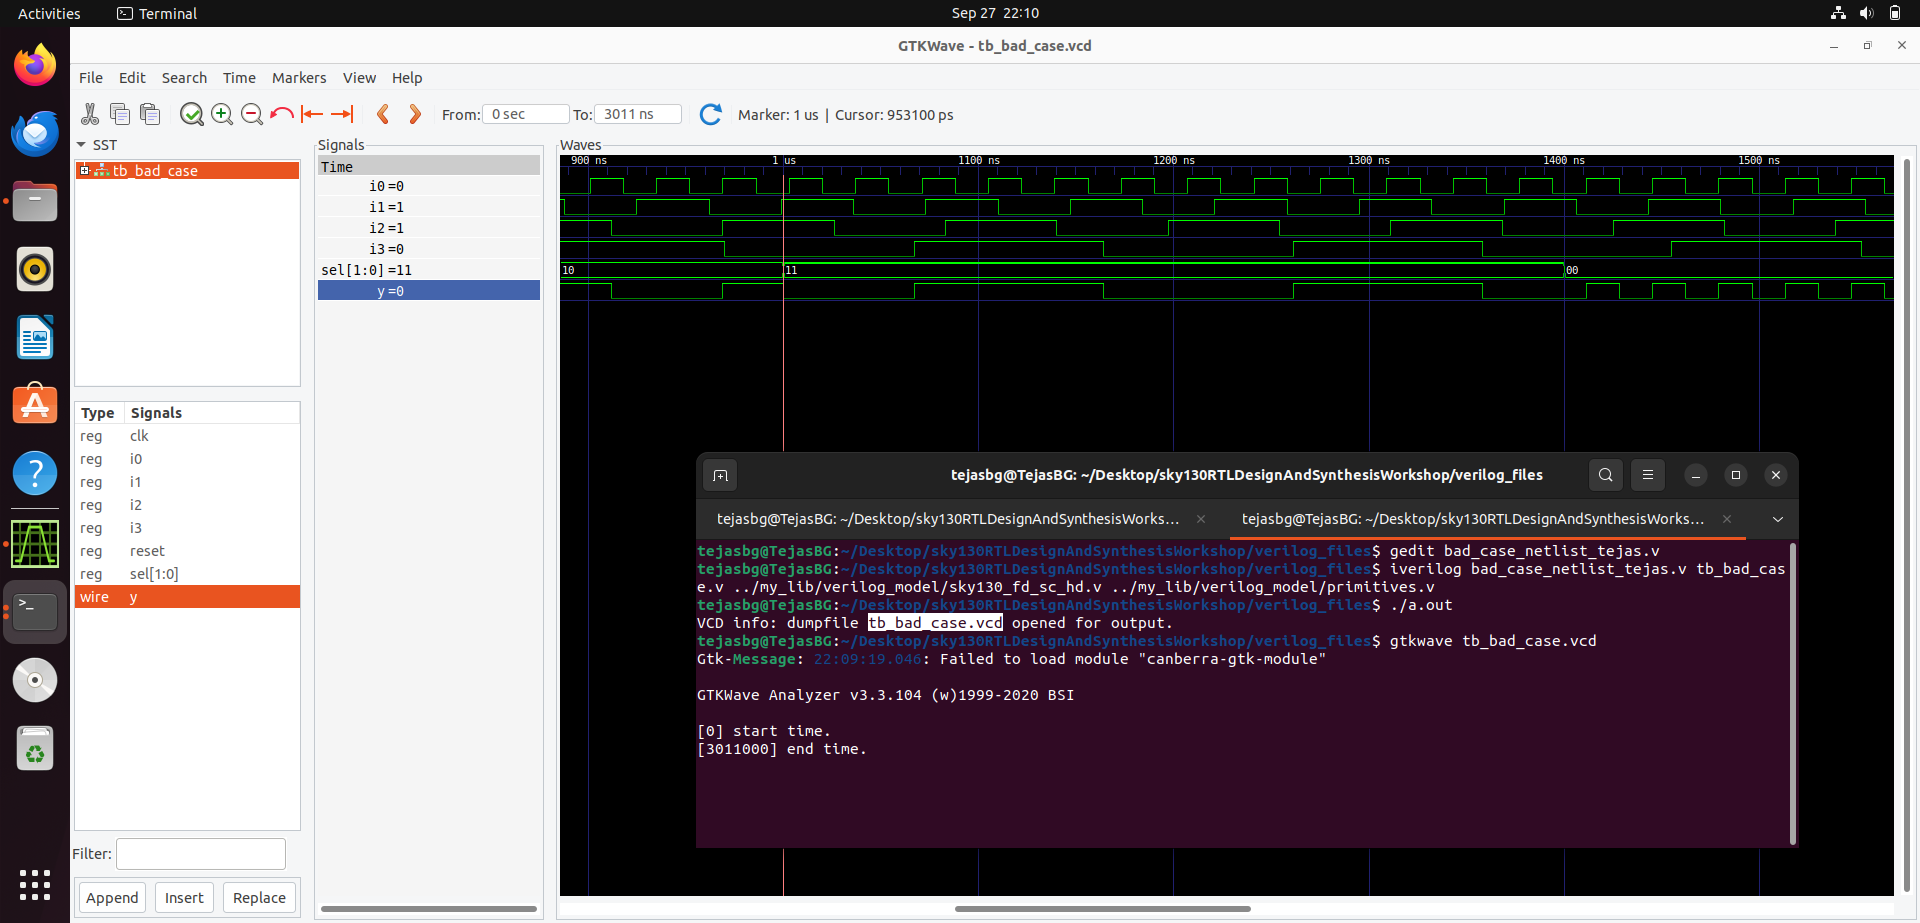 Activities
Terminal
Sep 27 22:10
GTKWave - tb_bad_case.vcd
File Edit Search Time Markers View Help
From: 0 sec To: 3011 ns Marker: 1 us | Cursor: 953100 ps
SST
tb_bad_case
Type Signals
reg clk
reg i0
reg i1
reg i2
reg i3
reg reset
reg sel[1:0]
wire y
Filter:
Append Insert Replace
Signals
Time
i0 =0
i1 =1
i2 =1
i3 =0
sel[1:0] =11
y =0
Waves
900 ns 1 us 1100 ns 1200 ns 1300 ns 1400 ns 1500 ns
10 11 00
tejasbg@TejasBG: ~/Desktop/sky130RTLDesignAndSynthesisWorkshop/verilog_files
tejasbg@TejasBG: ~/Desktop/sky130RTLDesignAndSynthesisWorks...
tejasbg@TejasBG: ~/Desktop/sky130RTLDesignAndSynthesisWorks...
tejasbg@TejasBG:~/Desktop/sky130RTLDesignAndSynthesisWorkshop/verilog_files$ gedit bad_case_netlist_tejas.v
tejasbg@TejasBG:~/Desktop/sky130RTLDesignAndSynthesisWorkshop/verilog_files$ iverilog bad_case_netlist_tejas.v tb_bad_cas
e.v ../my_lib/verilog_model/sky130_fd_sc_hd.v ../my_lib/verilog_model/primitives.v
tejasbg@TejasBG:~/Desktop/sky130RTLDesignAndSynthesisWorkshop/verilog_files$ ./a.out
VCD info: dumpfile tb_bad_case.vcd opened for output.
tejasbg@TejasBG:~/Desktop/sky130RTLDesignAndSynthesisWorkshop/verilog_files$ gtkwave tb_bad_case.vcd
Gtk-Message: 22:09:19.046: Failed to load module "canberra-gtk-module"
GTKWave Analyzer v3.3.104 (w)1999-2020 BSI
[0] start time.
[3011000] end time.